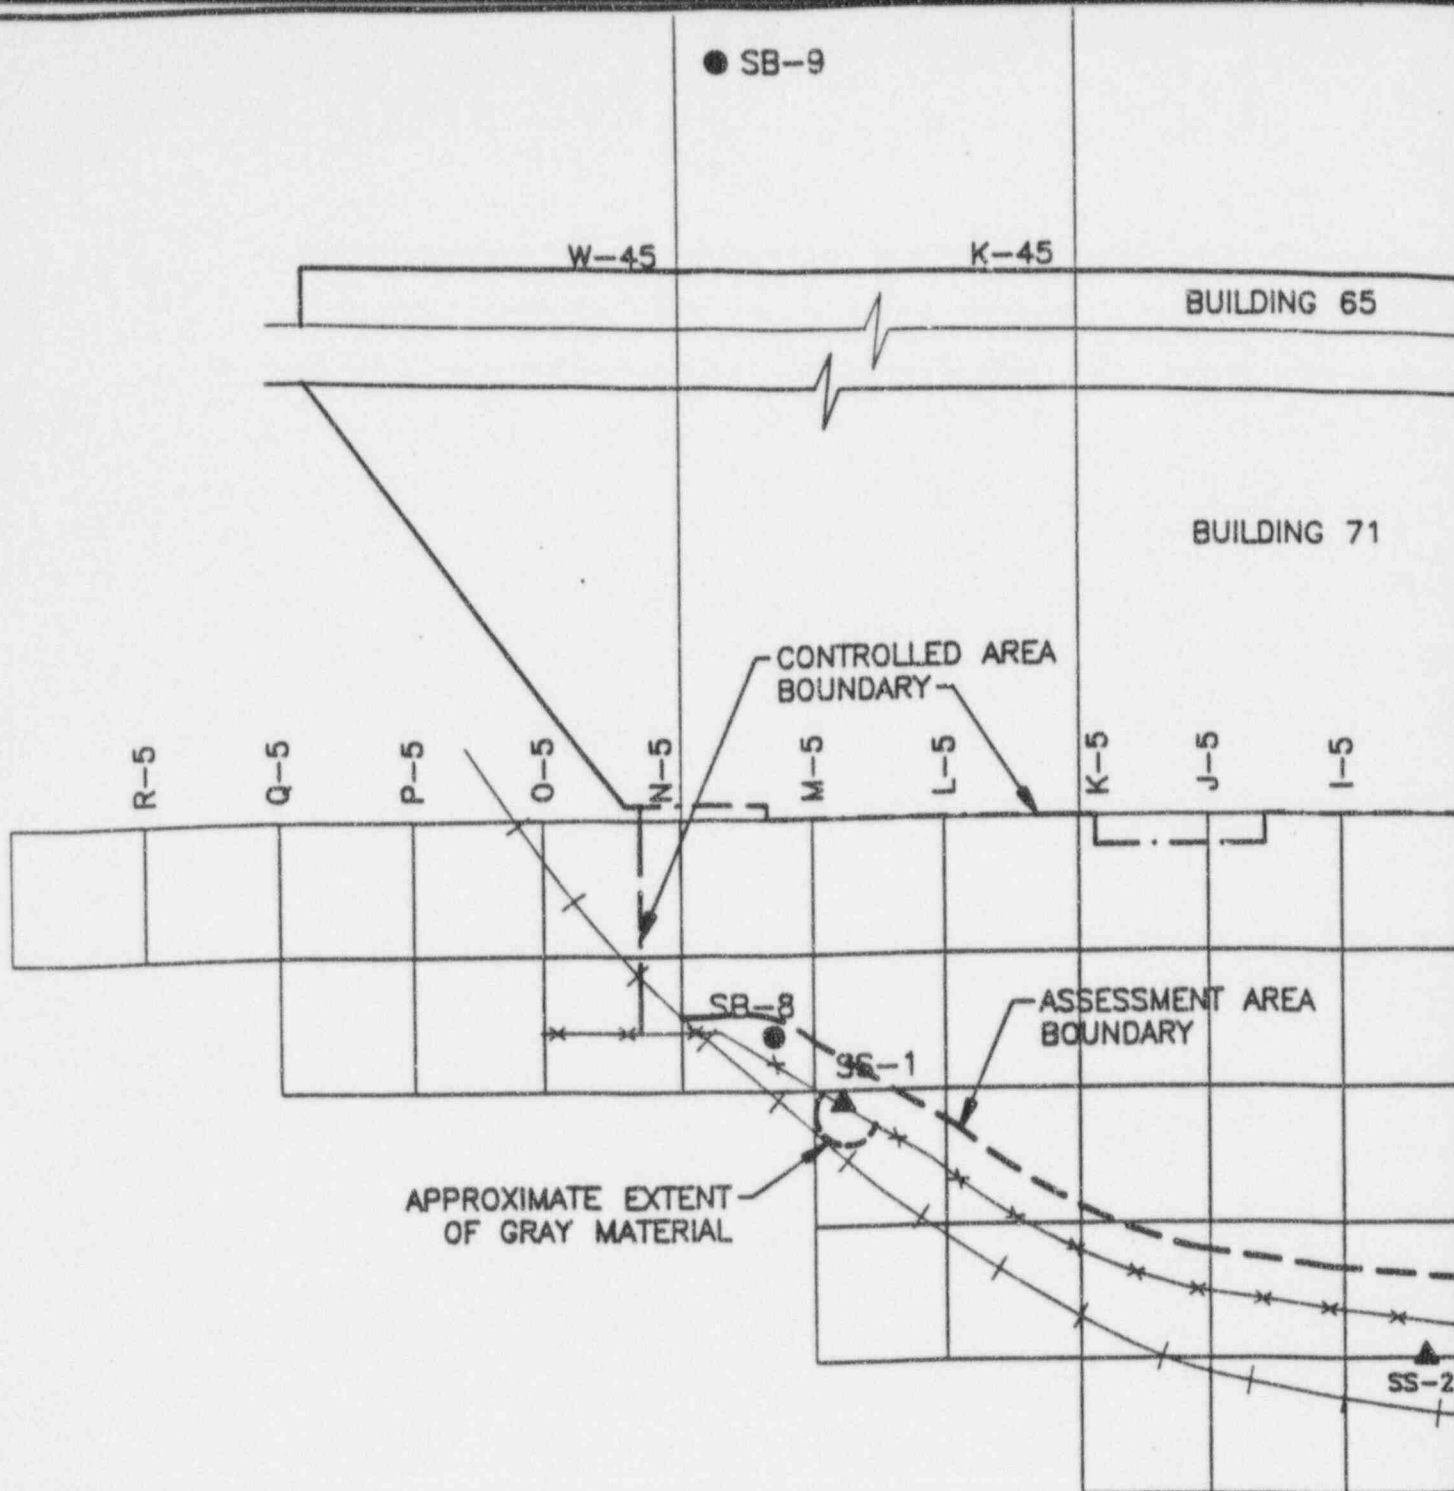 SB-9
W-45
K-45
BUILDING 65
BUILDING 71
CONTROLLED AREA
BOUNDARY
R-5
Q-5
P-5
O-5
N-5
M-5
L-5
K-5
J-5
I-5
SB-8
ASSESSMENT AREA
BOUNDARY
SS-1
APPROXIMATE EXTENT
OF GRAY MATERIAL
SS-2